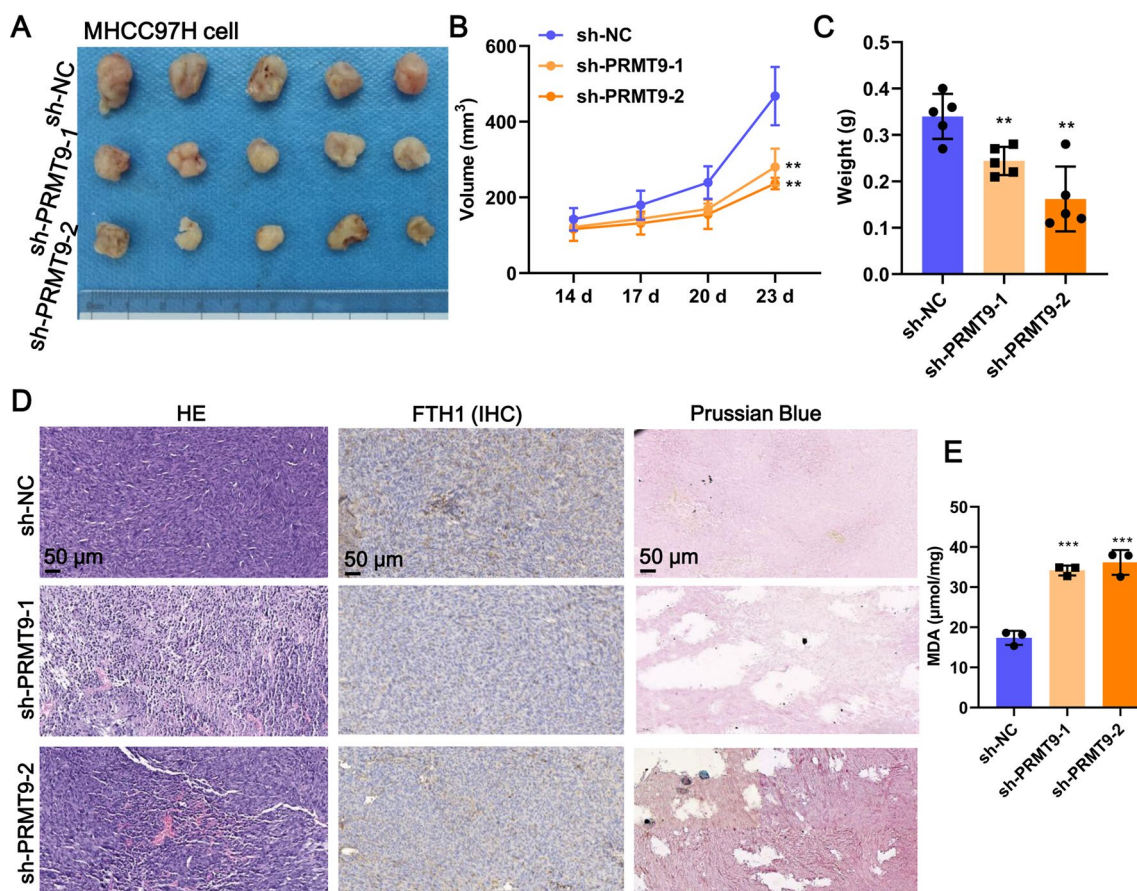 A
MHCC97H cell
sh-NC
sh-PRMT9-1
sh-PRMT9-2
B
sh-NC
sh-PRMT9-1
sh-PRMT9-2
Volume (mm³)
600
400
200
0
**
**
14 d 17 d 20 d 23 d
C
Weight (g)
0.5
0.4
0.3
0.2
0.1
0.0
** **
sh-NC sh-PRMT9-1 sh-PRMT9-2
D
HE FTH1 (IHC) Prussian Blue
sh-NC
50 μm 50 μm 50 μm
sh-PRMT9-1
sh-PRMT9-2
E
MDA (μmol/mg)
50
40
30
20
10
0
*** ***
sh-NC sh-PRMT9-1 sh-PRMT9-2